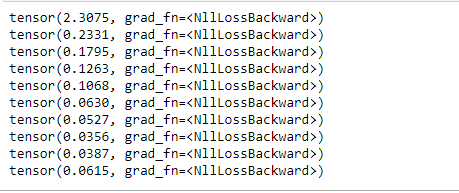 tensor(2.3075, grad_fn=<NllLossBackward>)
tensor(0.2331, grad_fn=<NllLossBackward>)
tensor(0.1795, grad_fn=<NllLossBackward>)
tensor(0.1263, grad_fn=<NllLossBackward>)
tensor(0.1068, grad_fn=<NllLossBackward>)
tensor(0.0630, grad_fn=<NllLossBackward>)
tensor(0.0527, grad_fn=<NllLossBackward>)
tensor(0.0356, grad_fn=<NllLossBackward>)
tensor(0.0387, grad_fn=<NllLossBackward>)
tensor(0.0615, grad_fn=<NllLossBackward>)